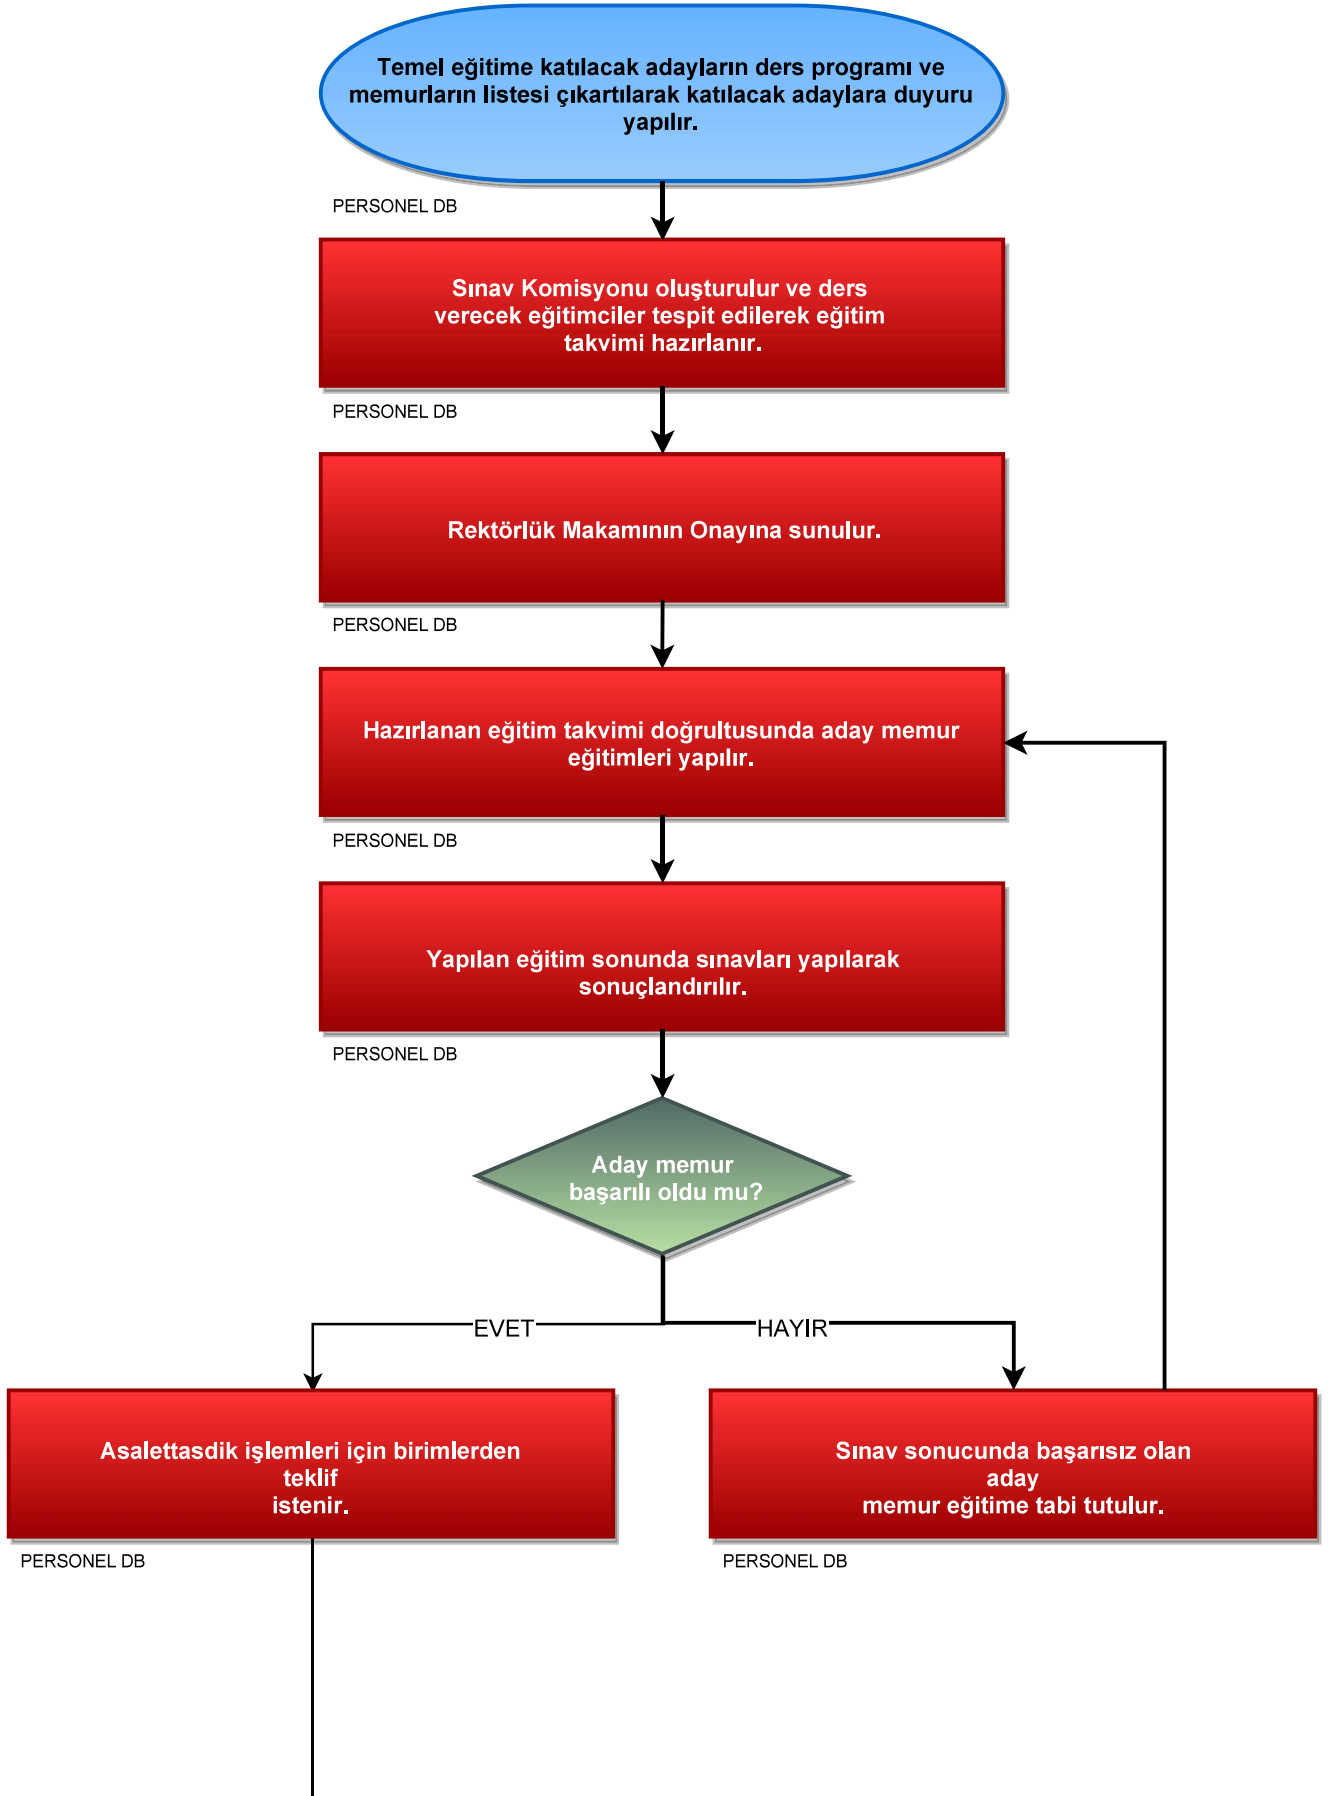 Temel eğitime katılacak adayların ders programı ve
memurların listesi çıkartılarak katılacak adaylara duyuru
yapılır.
PERSONEL DB
Sınav Komisyonu oluşturulur ve ders
verecek eğitimciler tespit edilerek eğitim
takvimi hazırlanır.
PERSONEL DB
Rektörlük Makamının Onayına sunulur.
PERSONEL DB
Hazırlanan eğitim takvimi doğrultusunda aday memur
eğitimleri yapılır.
PERSONEL DB
Yapılan eğitim sonunda sınavları yapılarak
sonuçlandırılır.
PERSONEL DB
Aday memur
başarılı oldu mu?
EVET
HAYIR
Asalettasdik işlemleri için birimlerden
teklif
istenir.
PERSONEL DB
Sınav sonucunda başarısız olan
aday
memur eğitime tabi tutulur.
PERSONEL DB